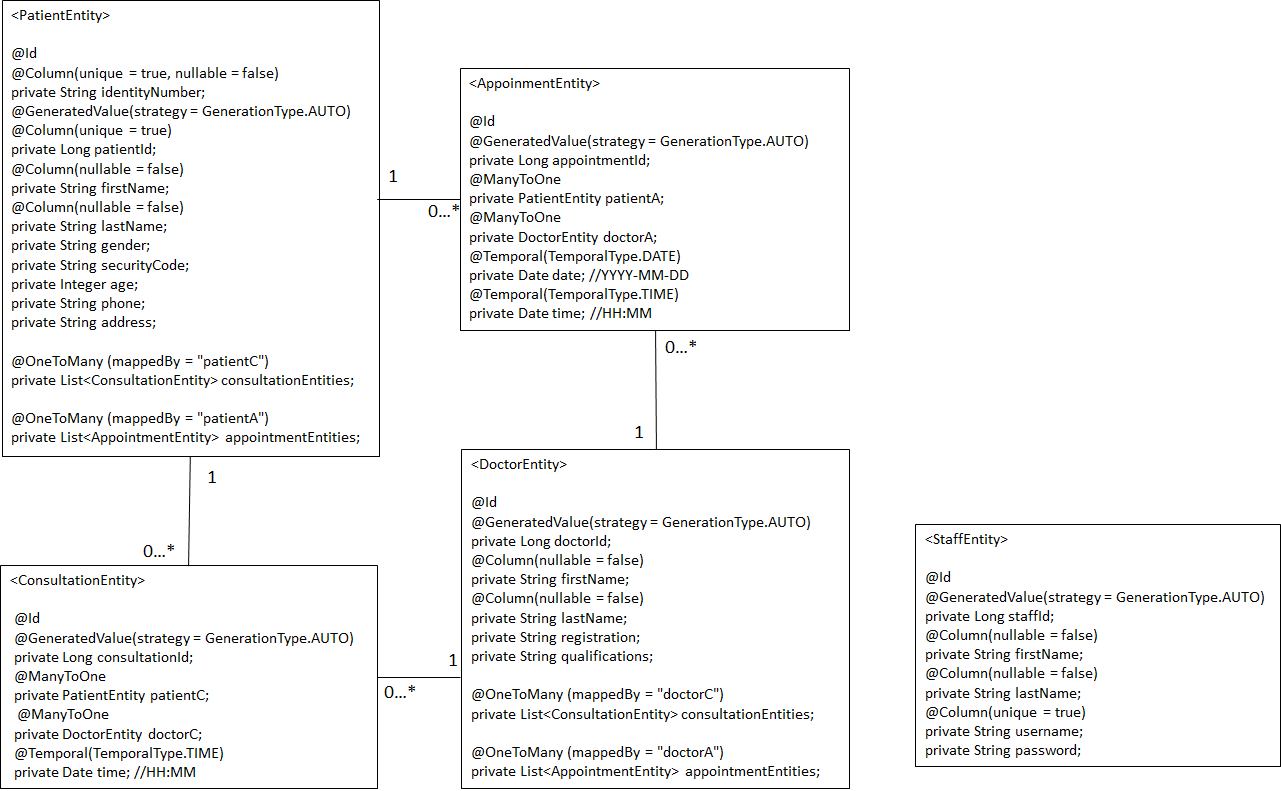 <PatientEntity>
@Id
@Column(unique = true, nullable = false)
private String identityNumber;
@GeneratedValue(strategy = GenerationType.AUTO)
@Column(unique = true)
private Long patientId;
@Column(nullable = false)
private String firstName;
@Column(nullable = false)
private String lastName;
private String gender;
private String securityCode;
private Integer age;
private String phone;
private String address;
@OneToMany (mappedBy = "patientC")
private List<ConsultationEntity> consultationEntities;
@OneToMany (mappedBy = "patientA")
private List<AppointmentEntity> appointmentEntities;
1
0...*
<AppoinmentEntity>
@Id
@GeneratedValue(strategy = GenerationType.AUTO)
private Long appointmentId;
@ManyToOne
private PatientEntity patientA;
@ManyToOne
private DoctorEntity doctorA;
@Temporal(TemporalType.DATE)
private Date date; //YYYY-MM-DD
@Temporal(TemporalType.TIME)
private Date time; //HH:MM
0...*
1
1
0...*
<ConsultationEntity>
@Id
@GeneratedValue(strategy = GenerationType.AUTO)
private Long consultationId;
@ManyToOne
private PatientEntity patientC;
@ManyToOne
private DoctorEntity doctorC;
@Temporal(TemporalType.TIME)
private Date time; //HH:MM
1
0...*
<DoctorEntity>
@Id
@GeneratedValue(strategy = GenerationType.AUTO)
private Long doctorId;
@Column(nullable = false)
private String firstName;
@Column(nullable = false)
private String lastName;
private String registration;
private String qualifications;
@OneToMany (mappedBy = "doctorC")
private List<ConsultationEntity> consultationEntities;
@OneToMany (mappedBy = "doctorA")
private List<AppointmentEntity> appointmentEntities;
<StaffEntity>
@Id
@GeneratedValue(strategy = GenerationType.AUTO)
private Long staffId;
@Column(nullable = false)
private String firstName;
@Column(nullable = false)
private String lastName;
@Column(unique = true)
private String username;
private String password;